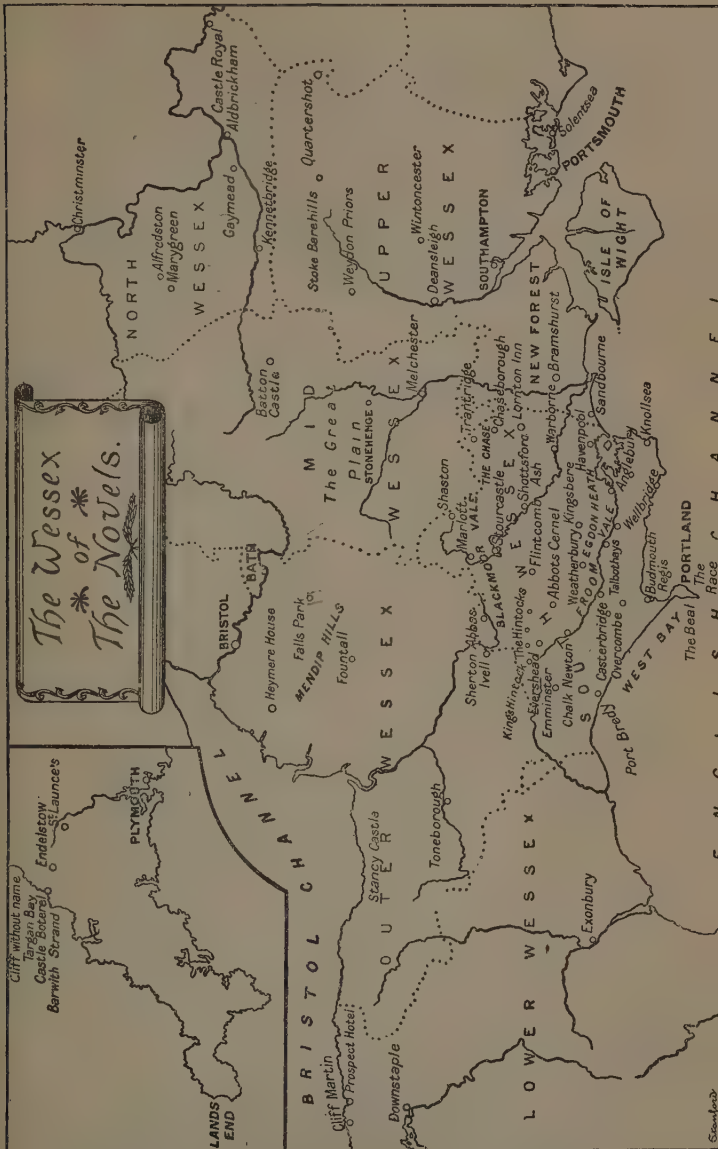 The Wessex
of
The Novels.
Cliff without name
Targan Bay
Castle Boterel
Barwith Strand
Endelstow
St Launce's
PLYMOUTH
LANDS
END
BRISTOL CHANNEL
Cliff Martin
Prospect Hotel
Downstaple
LOWER WESSEX
Exonbury
OUTER WESSEX
Stancy Castle
Toneborough
BRISTOL
BATH
Heymere House
Falls Park
MENDIP HILLS
Fountall
NORTH
WESSEX
Christminster
Alfredston
Marygreen
Castle Royal
Aldbrickham
Gaymead
Kennetbridge
Batton
Castle
MID
WESSEX
The Great
Plain
STONEHENGE
Melchester
UPPER
WESSEX
Stoke Barehills
Quartershot
Weydon Priors
Wintoncester
Deansleigh
SOUTHAMPTON
PORTSMOUTH
Solentsea
ISLE OF
WIGHT
NEW FOREST
Bramshurst
Shaston
Marlott
BLACKMOOR VALE
Stourcastle
Trantridge
THE CHASE
Chaseborough
Lornton Inn
Shottsford
Warborne
Sherton Abbas
Ivell
King's Hintock
The Hintocks
Evershead
Emminster
Chalk Newton
Flintcomb Ash
Abbots Cernel
Weatherbury
Kingsbere
Havenpool
Sandbourne
EGDON HEATH
FROOM
VALE
Anglebury
Knollsea
Wellbridge
Casterbridge
Talbothays
Overcombe
Budmouth
Regis
Port Bredy
WEST BAY
PORTLAND
The Beal
The
Race